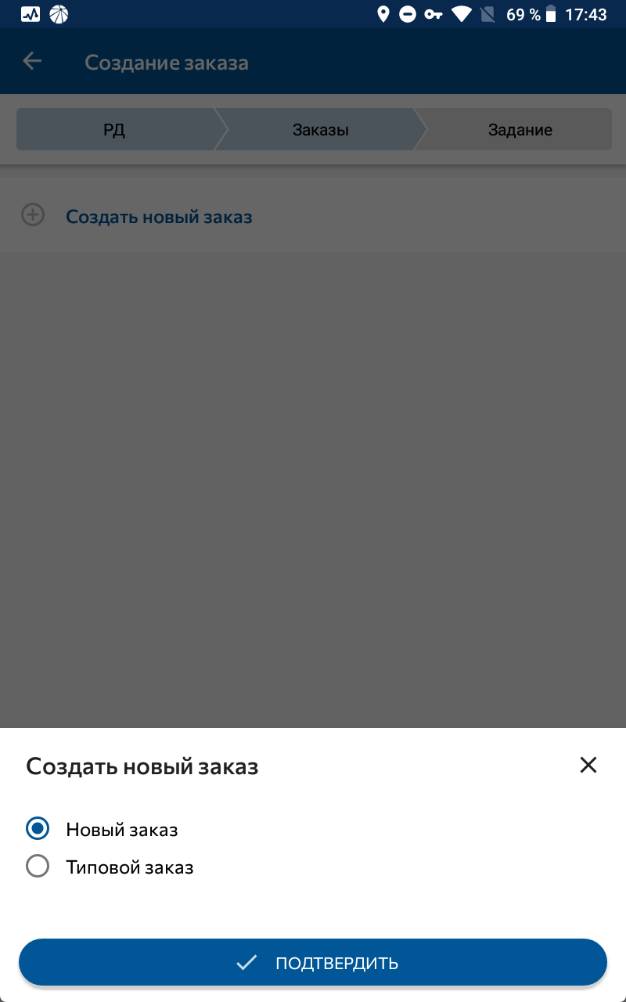 69 % 17:43
Создание заказа
РД Заказы Задание
Создать новый заказ
Создать новый заказ
Новый заказ
Типовой заказ
ПОДТВЕРДИТЬ